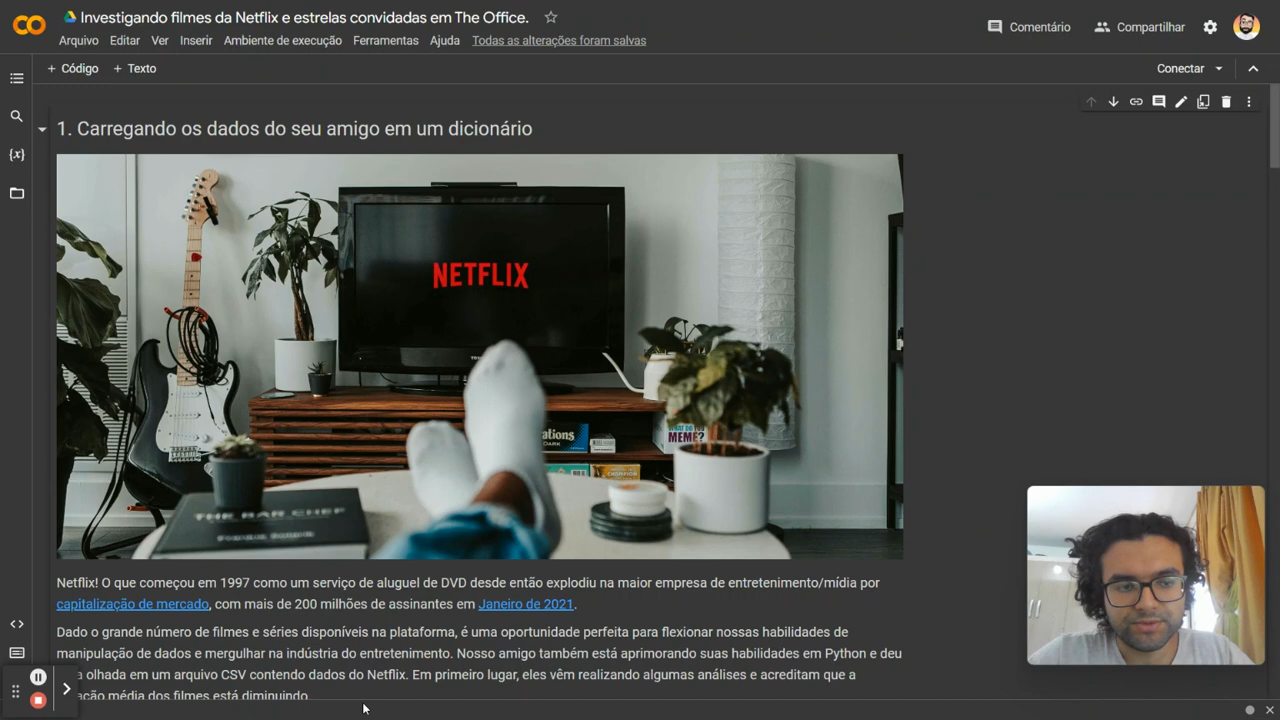 Investigando filmes da Netflix e estrelas convidadas em The Office.
Arquivo Editar Ver Inserir Ambiente de execução Ferramentas Ajuda Todas as alterações foram salvas
Comentário Compartilhar
+ Código + Texto
Conectar
1. Carregando os dados do seu amigo em um dicionário
NETFLIX
WHAT DO YOU
MEME?
THE BAR CHEF
Netflix! O que começou em 1997 como um serviço de aluguel de DVD desde então explodiu na maior empresa de entretenimento/mídia por
capitalização de mercado, com mais de 200 milhões de assinantes em Janeiro de 2021.
Dado o grande número de filmes e séries disponíveis na plataforma, é uma oportunidade perfeita para flexionar nossas habilidades de
manipulação de dados e mergulhar na indústria do entretenimento. Nosso amigo também está aprimorando suas habilidades em Python e deu
olhada em um arquivo CSV contendo dados do Netflix. Em primeiro lugar, eles vêm realizando algumas análises e acreditam que a
média dos filmes está diminuindo.